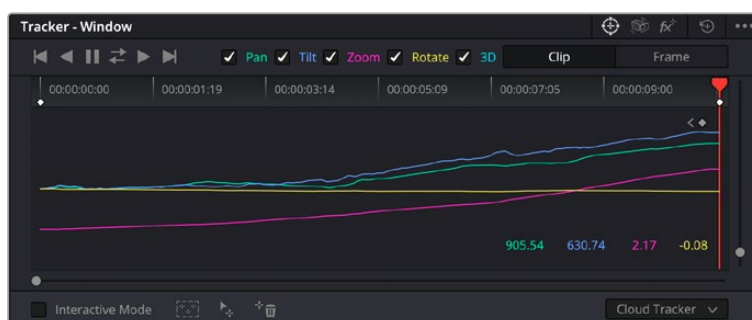 Tracker - Window
Pan Tilt Zoom Rotate 3D Clip Frame
00:00:00:00 00:00:01:19 00:00:03:14 00:00:05:09 00:00:07:05 00:00:09:00
905.54 630.74 2.17 -0.08
Interactive Mode Cloud Tracker